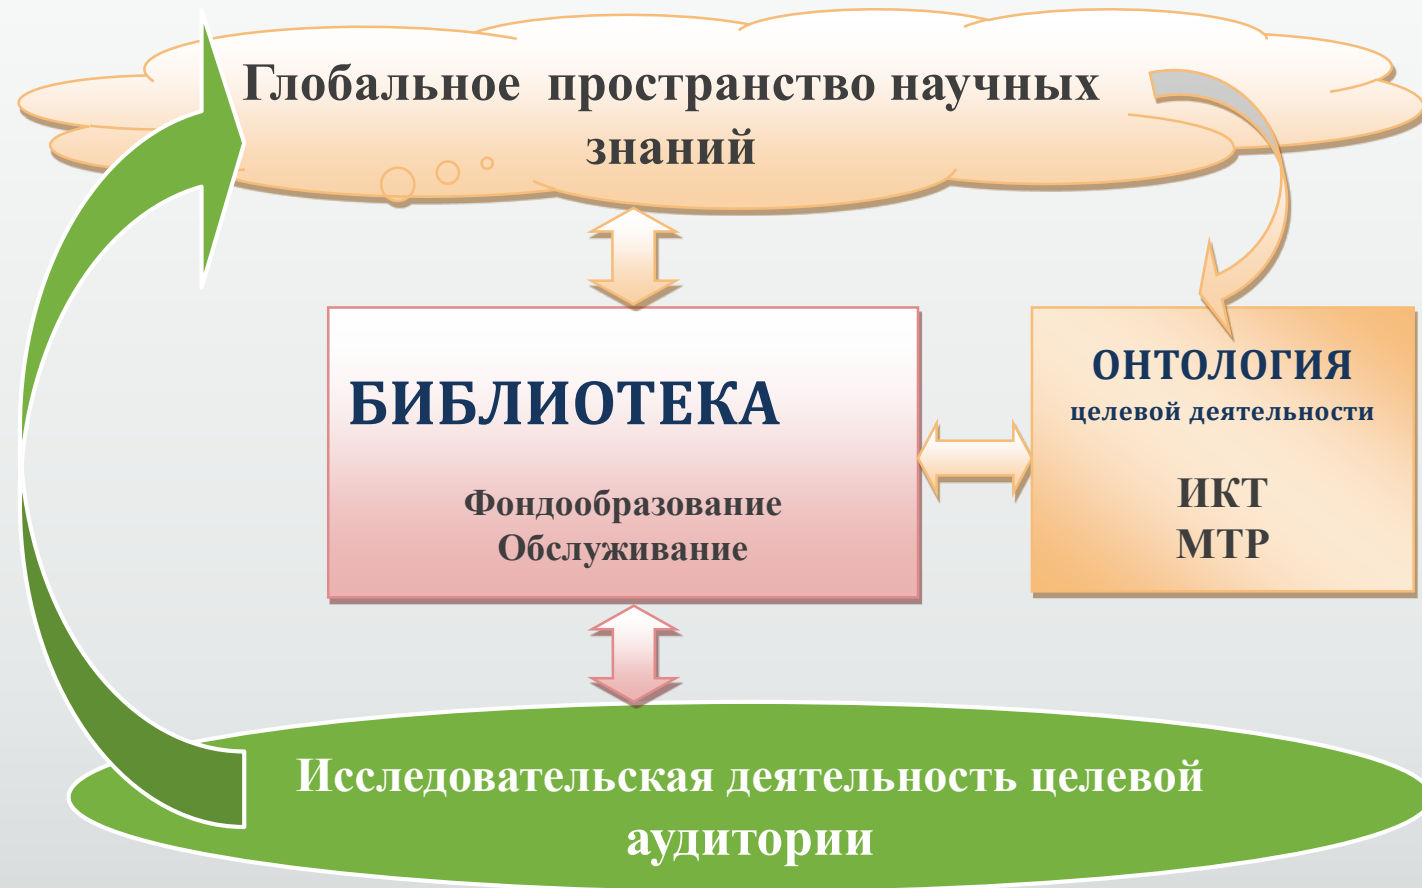 Глобальное пространство научных
знаний
БИБЛИОТЕКА
Фондообразование
Обслуживание
ОНТОЛОГИЯ
целевой деятельности
ИКТ
МТР
Исследовательская деятельность целевой
аудитории